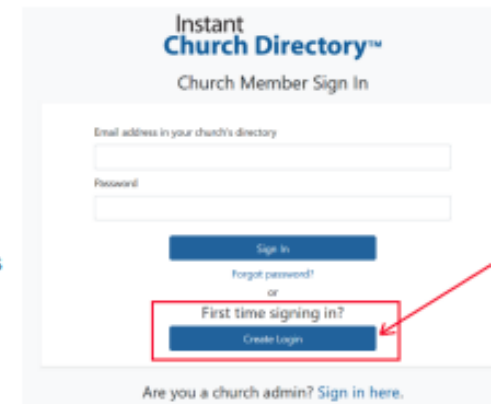 Instant
Church Directory™
Church Member Sign In
Email address in your church's directory
Password
Sign In
Forgot password?
or
First time signing in?
Create Login
Are you a church admin? Sign in here.